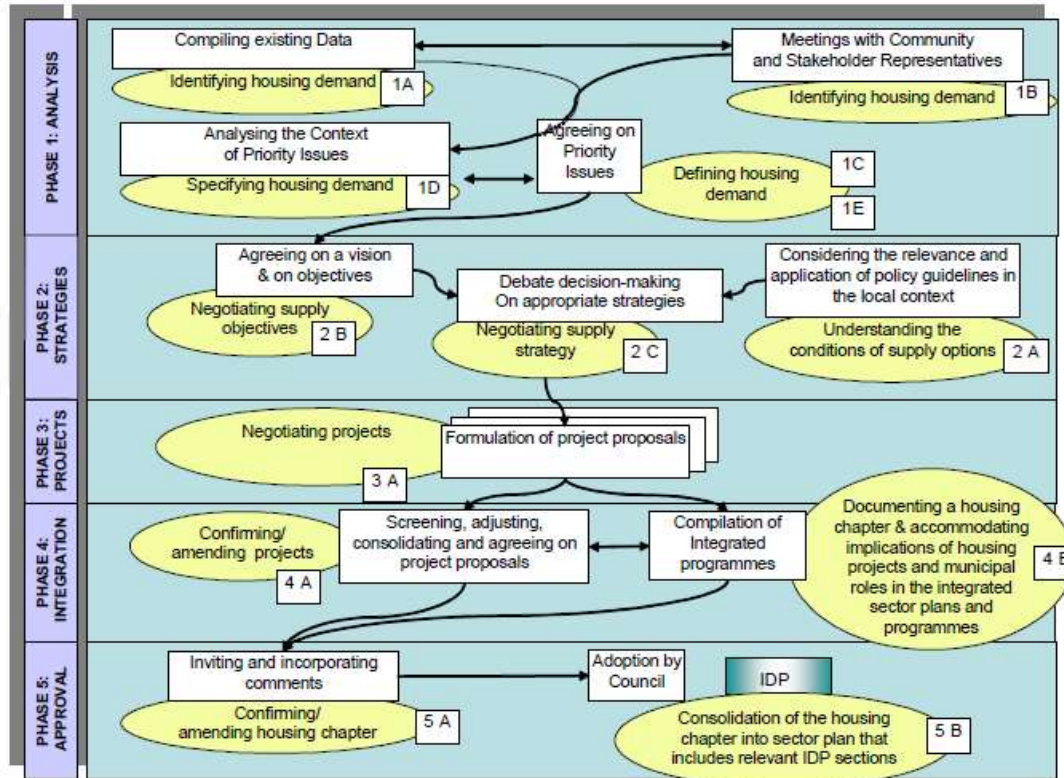 PHASE 1: ANALYSIS
Compiling existing Data
Identifying housing demand
1A
Meetings with Community
and Stakeholder Representatives
Identifying housing demand
1B
Analysing the Context
of Priority Issues
Specifying housing demand
1D
Agreeing on
Priority
Issues
Defining housing
demand
1C
1E
PHASE 2:
STRATEGIES
Agreeing on a vision
& on objectives
Negotiating supply
objectives
2 B
Debate decision-making
On appropriate strategies
Negotiating supply
strategy
2 C
Considering the relevance and
application of policy guidelines in
the local context
Understanding the
conditions of supply options
2 A
PHASE 3:
PROJECTS
Negotiating projects
3 A
Formulation of project proposals
PHASE 4:
INTEGRATION
Confirming/
amending projects
4 A
Screening, adjusting,
consolidating and agreeing on
project proposals
Compilation of
Integrated
programmes
Documenting a housing
chapter & accommodating
implications of housing
projects and municipal
roles in the integrated
sector plans and
programmes
4 B
PHASE 5:
APPROVAL
Inviting and incorporating
comments
Confirming/
amending housing chapter
5 A
Adoption by
Council
IDP
Consolidation of the housing
chapter into sector plan that
includes relevant IDP sections
5 B